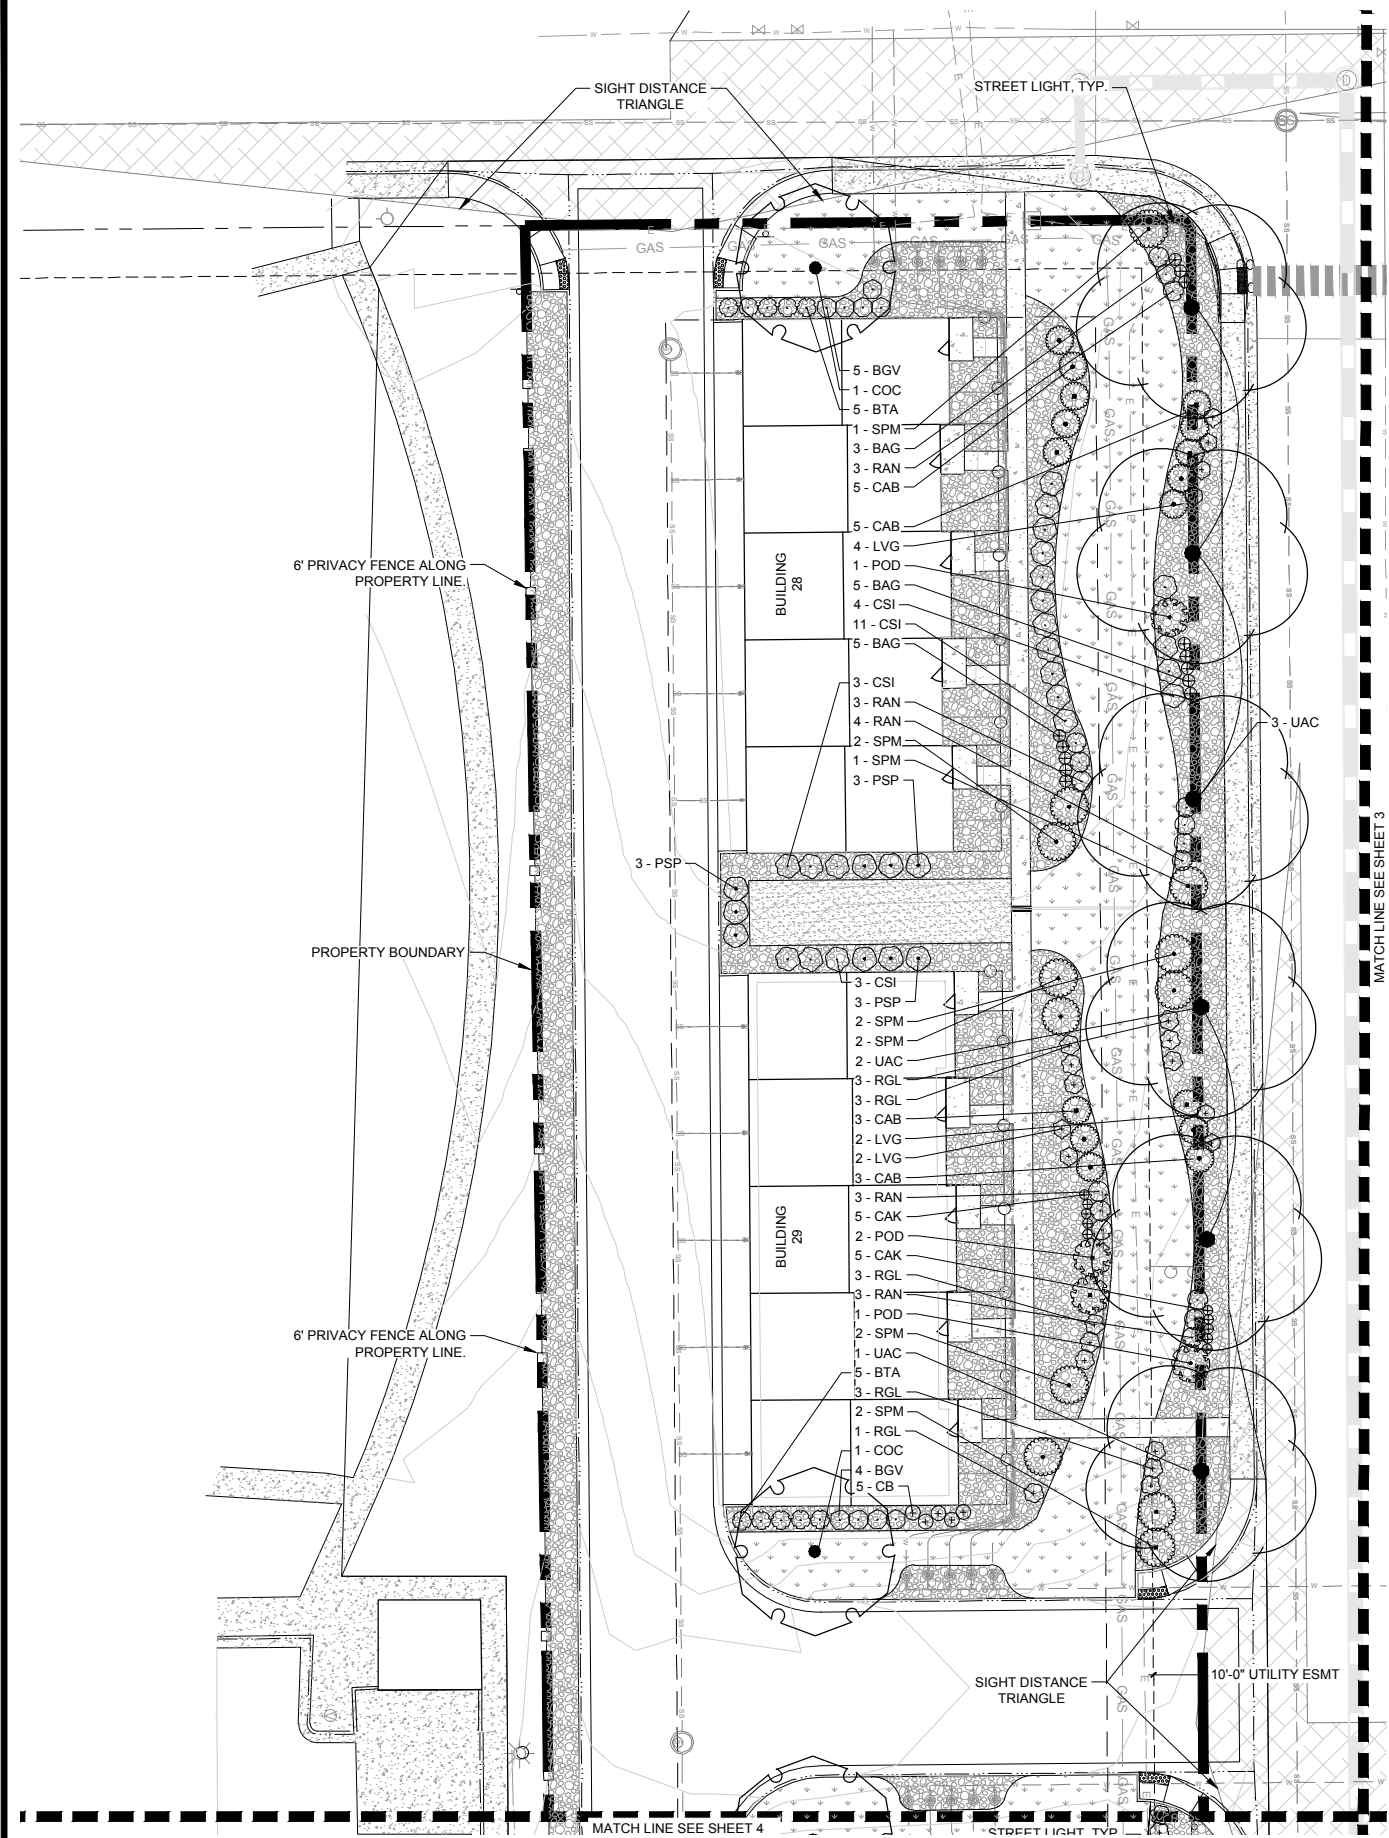 SIGHT DISTANCE
TRIANGLE
STREET LIGHT, TYP.
GAS
GAS
GAS
GAS
GAS
GAS
5 - BGV
1 - COC
5 - BTA
1 - SPM
3 - BAG
3 - RAN
5 - CAB
5 - CAB
4 - LVG
1 - POD
5 - BAG
4 - CSI
11 - CSI
5 - BAG
6' PRIVACY FENCE ALONG
PROPERTY LINE.
BUILDING
28
3 - CSI
3 - RAN
4 - RAN
2 - SPM
1 - SPM
3 - PSP
3 - UAC
3 - PSP
MATCH LINE SEE SHEET 3
PROPERTY BOUNDARY
3 - CSI
3 - PSP
2 - SPM
2 - SPM
2 - UAC
3 - RGL
3 - RGL
3 - CAB
2 - LVG
2 - LVG
3 - CAB
3 - RAN
5 - CAK
2 - POD
5 - CAK
3 - RGL
3 - RAN
1 - POD
2 - SPM
1 - UAC
5 - BTA
3 - RGL
2 - SPM
1 - RGL
1 - COC
4 - BGV
5 - CB
BUILDING
29
6' PRIVACY FENCE ALONG
PROPERTY LINE.
SIGHT DISTANCE
TRIANGLE
10'-0" UTILITY ESMT
MATCH LINE SEE SHEET 4
STREET LIGHT, TYP.